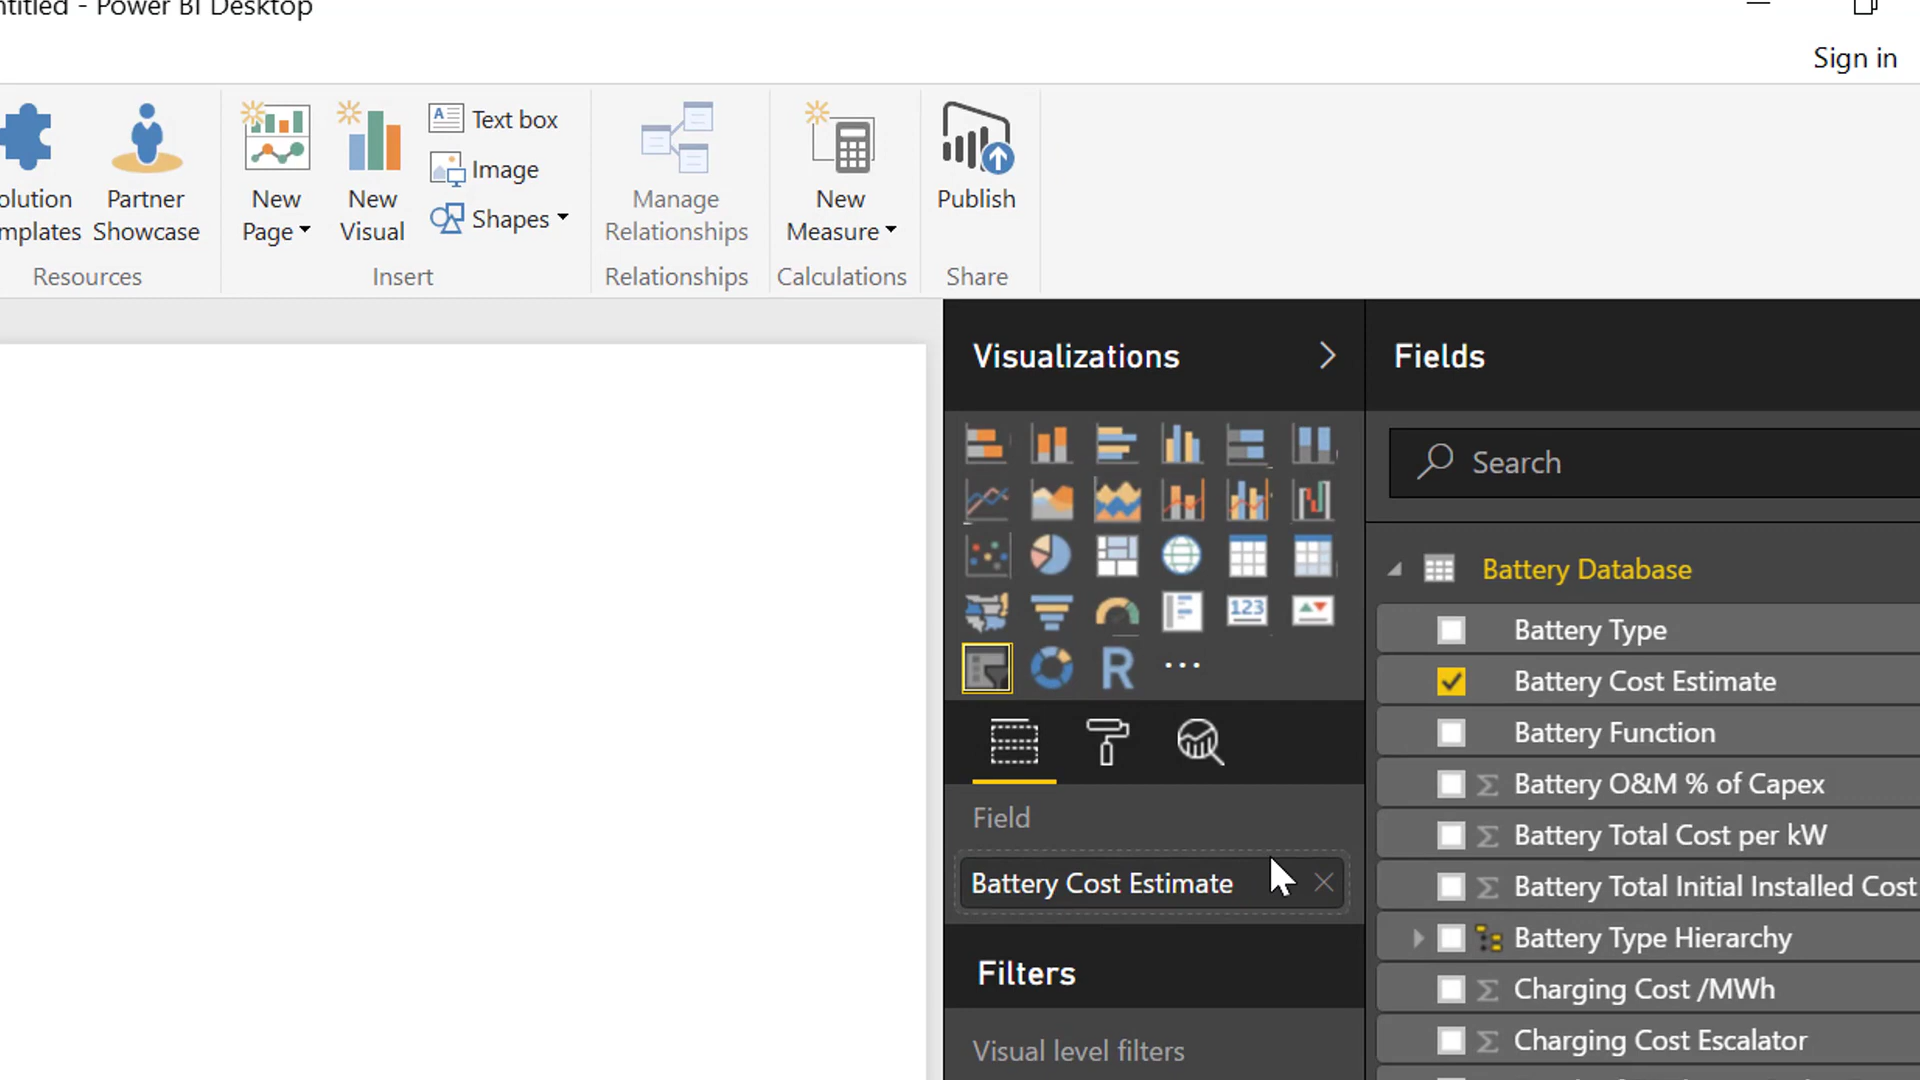 ntitled - Power BI Desktop
Sign in
olution
mplates
Partner
Showcase
New
Page
New
Visual
Text box
Image
Shapes
Manage
Relationships
New
Measure
Publish
Resources
Insert
Relationships
Calculations
Share
Visualizations
123
R
Field
Battery Cost Estimate
Filters
Visual level filters
Fields
Search
Battery Database
Battery Type
Battery Cost Estimate
Battery Function
Σ Battery O&M % of Capex
Σ Battery Total Cost per kW
Σ Battery Total Initial Installed Cost
Battery Type Hierarchy
Σ Charging Cost /MWh
Σ Charging Cost Escalator